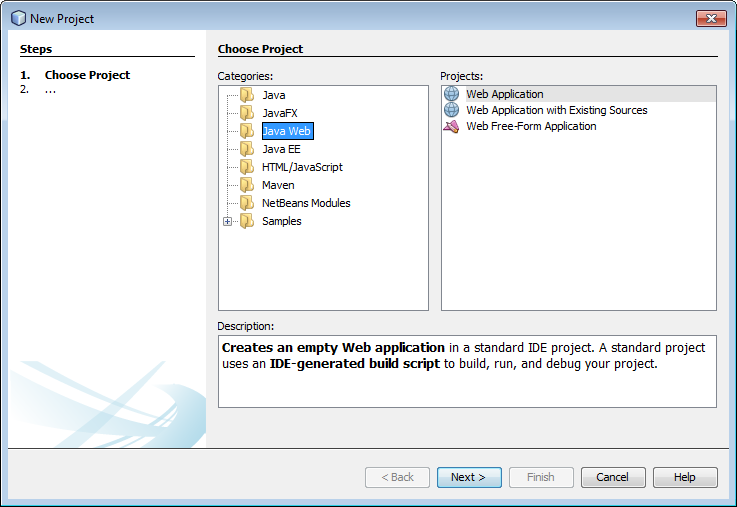 New Project
Steps
1. Choose Project
2. ...
Choose Project
Categories:
Java
JavaFX
Java Web
Java EE
HTML/JavaScript
Maven
NetBeans Modules
Samples
Projects:
Web Application
Web Application with Existing Sources
Web Free-Form Application
Description:
Creates an empty Web application in a standard IDE project. A standard project
uses an IDE-generated build script to build, run, and debug your project.
< Back
Next >
Finish
Cancel
Help